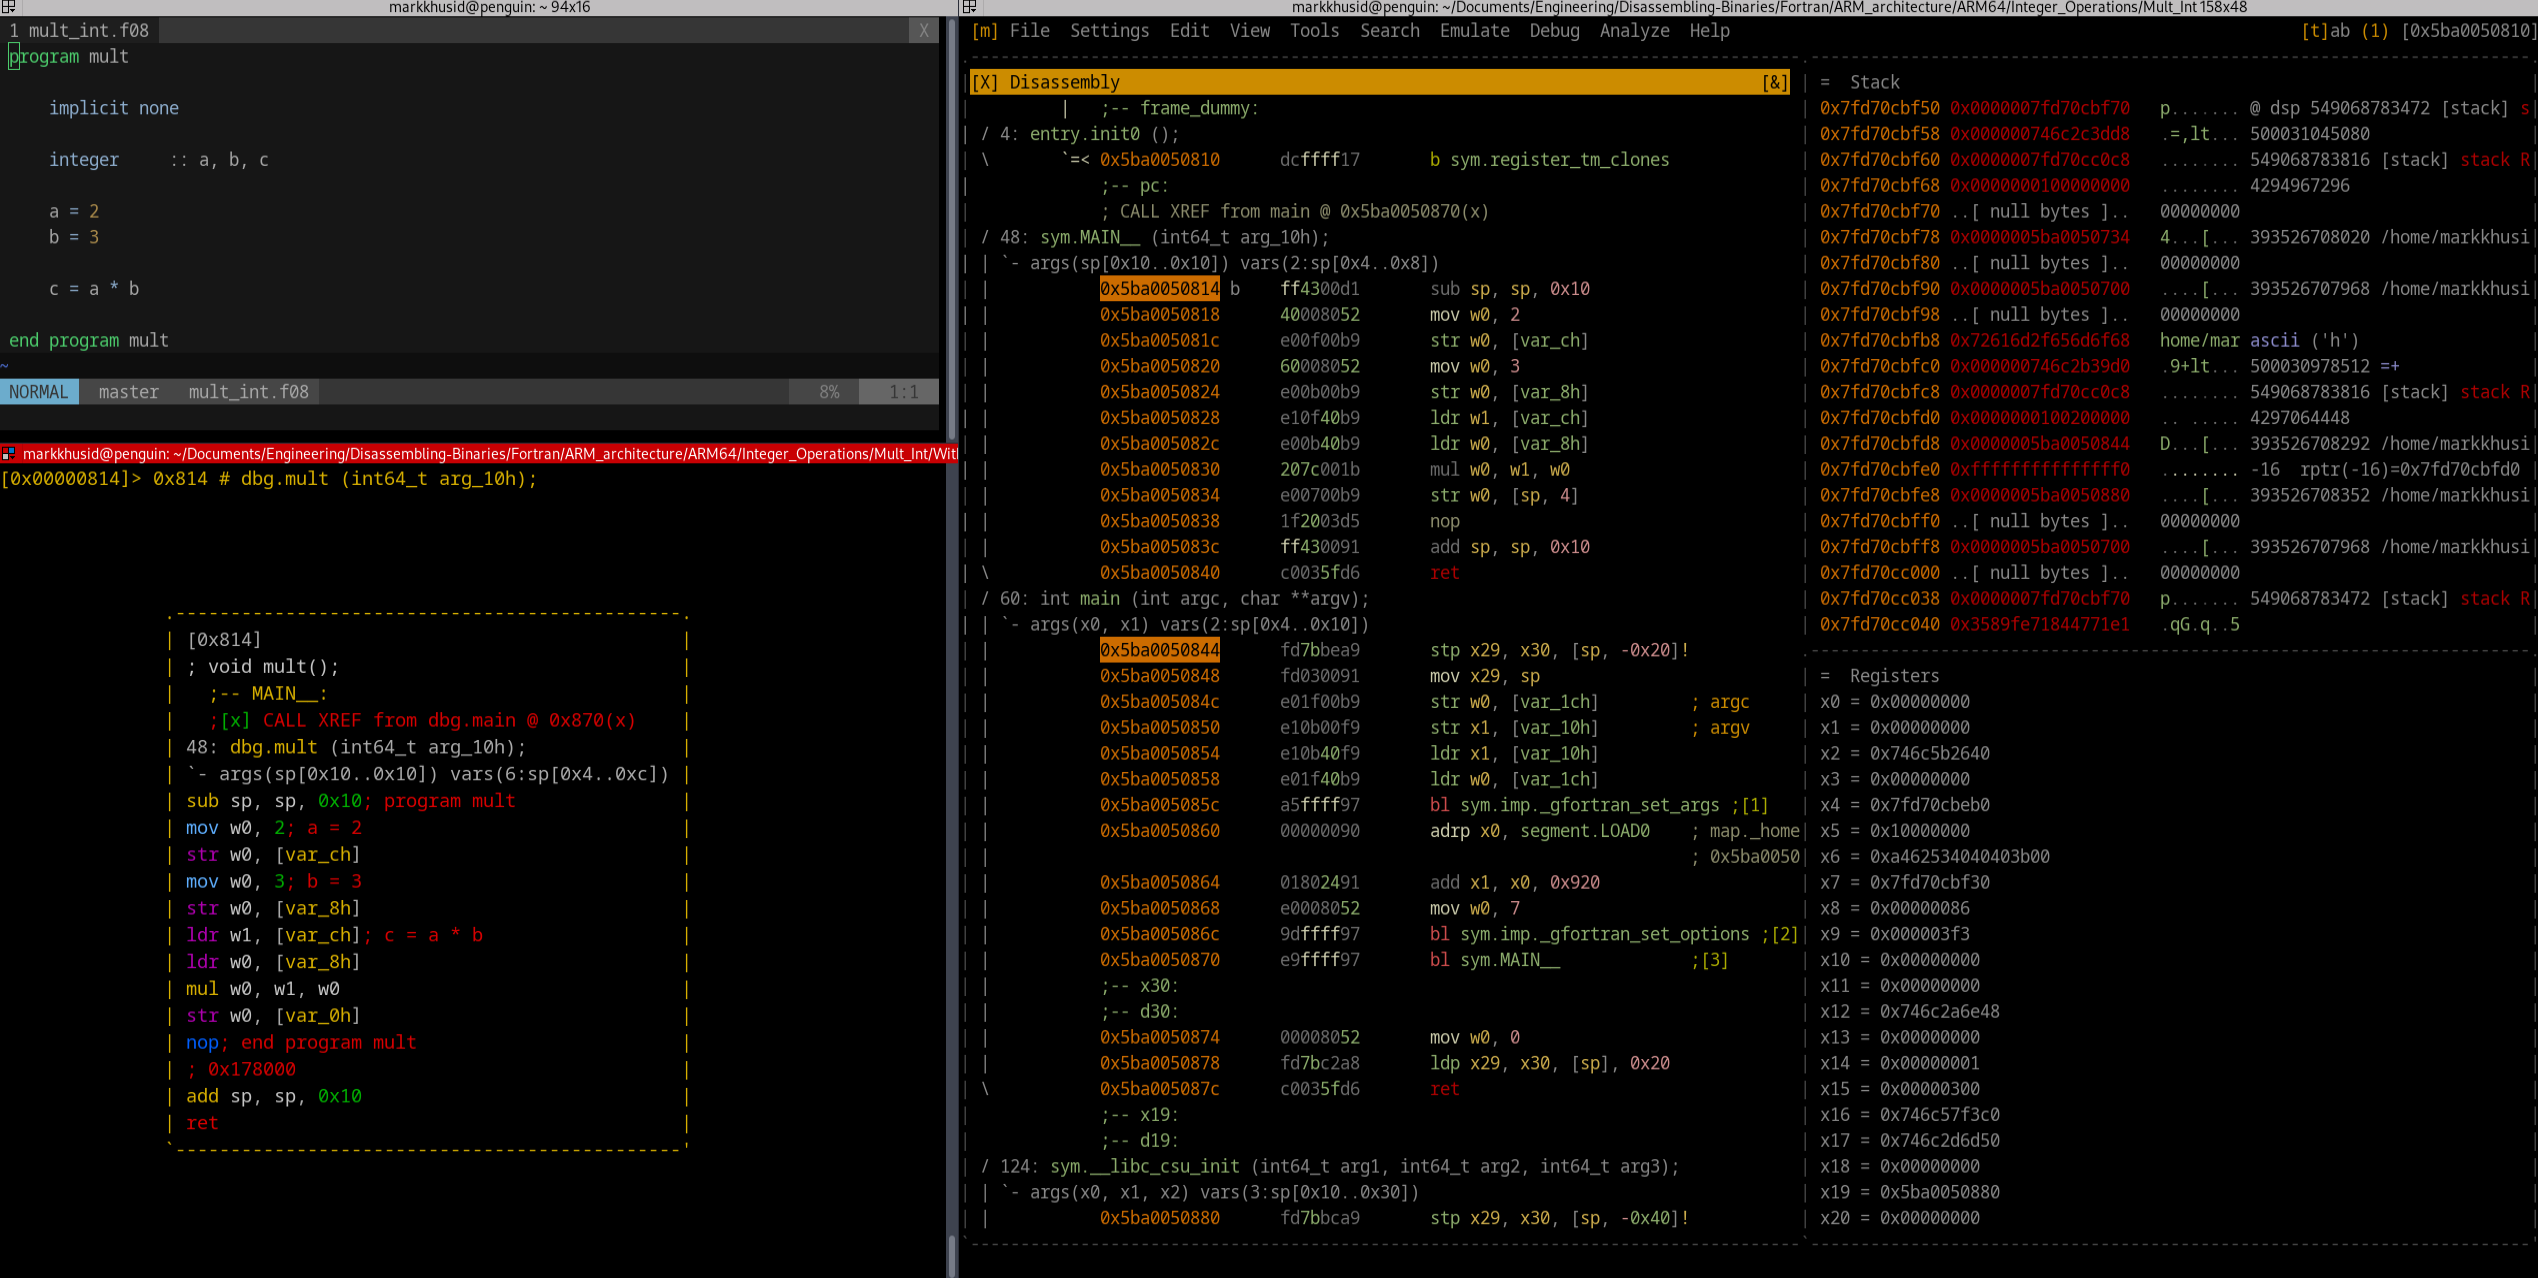 markkhusid@penguin: ~ 94x16
1 mult_int.f08 X
program mult
implicit none
integer :: a, b, c
a = 2
b = 3
c = a * b
end program mult
~
NORMAL master mult_int.f08 8% 1:1
markkhusid@penguin: ~/Documents/Engineering/Disassembling-Binaries/Fortran/ARM_architecture/ARM64/Integer_Operations/Mult_Int/Wit
[0x00000814]> 0x814 # dbg.mult (int64_t arg_10h);
[0x814]
; void mult();
;-- MAIN__:
;[x] CALL XREF from dbg.main @ 0x870(x)
48: dbg.mult (int64_t arg_10h);
`- args(sp[0x10..0x10]) vars(6:sp[0x4..0xc])
sub sp, sp, 0x10; program mult
mov w0, 2; a = 2
str w0, [var_ch]
mov w0, 3; b = 3
str w0, [var_8h]
ldr w1, [var_ch]; c = a * b
ldr w0, [var_8h]
mul w0, w1, w0
str w0, [var_0h]
nop; end program mult
; 0x178000
add sp, sp, 0x10
ret
markkhusid@penguin: ~/Documents/Engineering/Disassembling-Binaries/Fortran/ARM_architecture/ARM64/Integer_Operations/Mult_Int 158x48
[m] File Settings Edit View Tools Search Emulate Debug Analyze Help [t]ab (1) [0x5ba0050810]
[X] Disassembly [&]
| ;-- frame_dummy:
/ 4: entry.init0 ();
\ `=< 0x5ba0050810 dcffff17 b sym.register_tm_clones
;-- pc:
; CALL XREF from main @ 0x5ba0050870(x)
/ 48: sym.MAIN__ (int64_t arg_10h);
| `- args(sp[0x10..0x10]) vars(2:sp[0x4..0x8])
| 0x5ba0050814 b ff4300d1 sub sp, sp, 0x10
| 0x5ba0050818 40008052 mov w0, 2
| 0x5ba005081c e00f00b9 str w0, [var_ch]
| 0x5ba0050820 60008052 mov w0, 3
| 0x5ba0050824 e00b00b9 str w0, [var_8h]
| 0x5ba0050828 e10f40b9 ldr w1, [var_ch]
| 0x5ba005082c e00b40b9 ldr w0, [var_8h]
| 0x5ba0050830 207c001b mul w0, w1, w0
| 0x5ba0050834 e00700b9 str w0, [sp, 4]
| 0x5ba0050838 1f2003d5 nop
| 0x5ba005083c ff430091 add sp, sp, 0x10
\ 0x5ba0050840 c0035fd6 ret
/ 60: int main (int argc, char **argv);
| `- args(x0, x1) vars(2:sp[0x4..0x10])
| 0x5ba0050844 fd7bbea9 stp x29, x30, [sp, -0x20]!
| 0x5ba0050848 fd030091 mov x29, sp
| 0x5ba005084c e01f00b9 str w0, [var_1ch] ; argc
| 0x5ba0050850 e10b00f9 str x1, [var_10h] ; argv
| 0x5ba0050854 e10b40f9 ldr x1, [var_10h]
| 0x5ba0050858 e01f40b9 ldr w0, [var_1ch]
| 0x5ba005085c a5ffff97 bl sym.imp._gfortran_set_args ;[1]
| 0x5ba0050860 00000090 adrp x0, segment.LOAD0 ; map._home
| ; 0x5ba0050
| 0x5ba0050864 01802491 add x1, x0, 0x920
| 0x5ba0050868 e0008052 mov w0, 7
| 0x5ba005086c 9dffff97 bl sym.imp._gfortran_set_options ;[2]
| 0x5ba0050870 e9ffff97 bl sym.MAIN__ ;[3]
| ;-- x30:
| ;-- d30:
| 0x5ba0050874 00008052 mov w0, 0
| 0x5ba0050878 fd7bc2a8 ldp x29, x30, [sp], 0x20
\ 0x5ba005087c c0035fd6 ret
;-- x19:
;-- d19:
/ 124: sym.__libc_csu_init (int64_t arg1, int64_t arg2, int64_t arg3);
| `- args(x0, x1, x2) vars(3:sp[0x10..0x30])
| 0x5ba0050880 fd7bbca9 stp x29, x30, [sp, -0x40]!
= Stack
0x7fd70cbf50 0x0000007fd70cbf70 p....... @ dsp 549068783472 [stack] s
0x7fd70cbf58 0x000000746c2c3dd8 .=,lt... 500031045080
0x7fd70cbf60 0x0000007fd70cc0c8 ........ 549068783816 [stack] stack R
0x7fd70cbf68 0x0000000100000000 ........ 4294967296
0x7fd70cbf70 ..[ null bytes ].. 00000000
0x7fd70cbf78 0x0000005ba0050734 4...[... 393526708020 /home/markkhusi
0x7fd70cbf80 ..[ null bytes ].. 00000000
0x7fd70cbf90 0x0000005ba0050700 ....[... 393526707968 /home/markkhusi
0x7fd70cbf98 ..[ null bytes ].. 00000000
0x7fd70cbfb8 0x72616d2f656d6f68 home/mar ascii ('h')
0x7fd70cbfc0 0x000000746c2b39d0 .9+lt... 500030978512 =+
0x7fd70cbfc8 0x0000007fd70cc0c8 ........ 549068783816 [stack] stack R
0x7fd70cbfd0 0x0000000100200000 .. ..... 4297064448
0x7fd70cbfd8 0x0000005ba0050844 D...[... 393526708292 /home/markkhusi
0x7fd70cbfe0 0xfffffffffffffff0 ........ -16 rptr(-16)=0x7fd70cbfd0
0x7fd70cbfe8 0x0000005ba0050880 ....[... 393526708352 /home/markkhusi
0x7fd70cbff0 ..[ null bytes ].. 00000000
0x7fd70cbff8 0x0000005ba0050700 ....[... 393526707968 /home/markkhusi
0x7fd70cc000 ..[ null bytes ].. 00000000
0x7fd70cc038 0x0000007fd70cbf70 p....... 549068783472 [stack] stack R
0x7fd70cc040 0x3589fe71844771e1 .qG.q..5
= Registers
x0 = 0x00000000
x1 = 0x00000000
x2 = 0x746c5b2640
x3 = 0x00000000
x4 = 0x7fd70cbeb0
x5 = 0x10000000
x6 = 0xa462534040403b00
x7 = 0x7fd70cbf30
x8 = 0x00000086
x9 = 0x000003f3
x10 = 0x00000000
x11 = 0x00000000
x12 = 0x746c2a6e48
x13 = 0x00000000
x14 = 0x00000001
x15 = 0x00000300
x16 = 0x746c57f3c0
x17 = 0x746c2d6d50
x18 = 0x00000000
x19 = 0x5ba0050880
x20 = 0x00000000